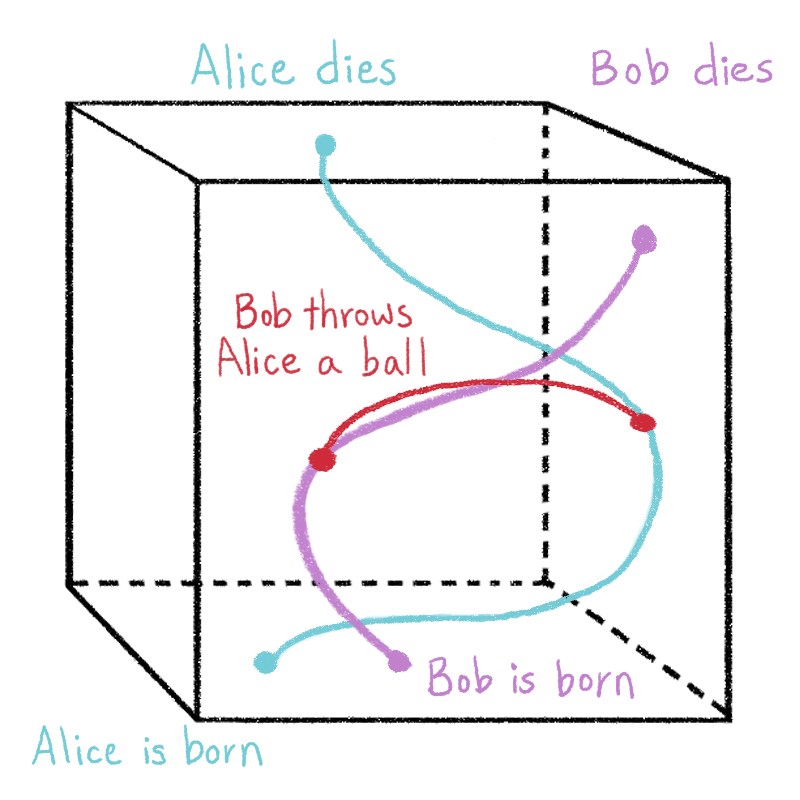 Alice dies
Bob dies
Bob throws
Alice a ball
Bob is born
Alice is born